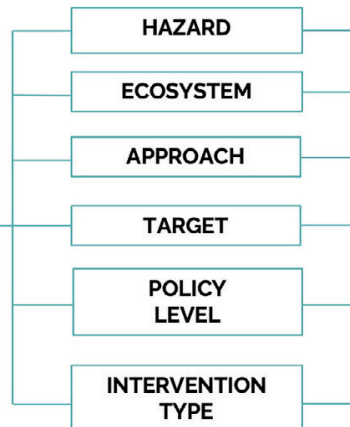 HAZARD
ECOSYSTEM
APPROACH
TARGET
POLICY
LEVEL
INTERVENTION
TYPE